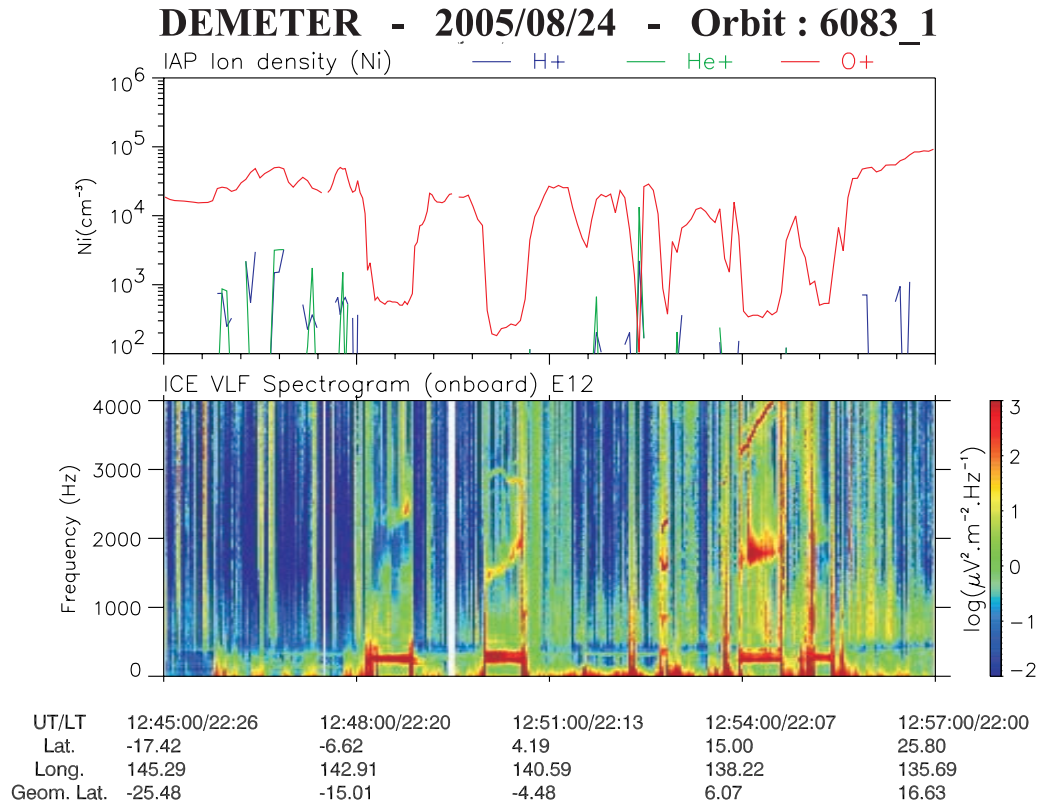 DEMETER - 2005/08/24 - Orbit : 6083_1
IAP Ion density (Ni) H+ He+ O+
10^6
10^5
10^4
10^3
10^2
Ni(cm⁻³)
ICE VLF Spectrogram (onboard) E12
4000
3000
2000
1000
0
Frequency (Hz)
3
2
1
0
−1
−2
log(μV².m⁻².Hz⁻¹)
UT/LT 12:45:00/22:26 12:48:00/22:20 12:51:00/22:13 12:54:00/22:07 12:57:00/22:00
Lat. -17.42 -6.62 4.19 15.00 25.80
Long. 145.29 142.91 140.59 138.22 135.69
Geom. Lat. -25.48 -15.01 -4.48 6.07 16.63